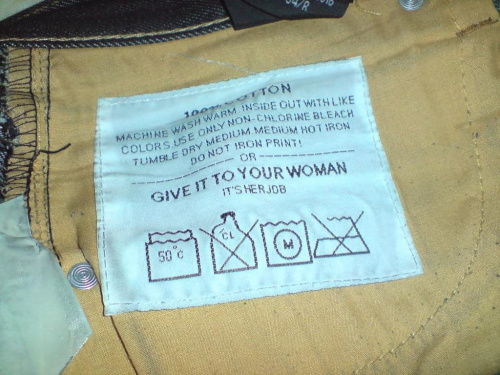 34/R
100% COTTON
MACHINE WASH WARM INSIDE OUT WITH LIKE
COLORS USE ONLY NON-CHLORINE BLEACH
TUMBLE DRY MEDIUM MEDIUM HOT IRON
DO NOT IRON PRINT!
OR
GIVE IT TO YOUR WOMAN
IT'S HER JOB
50°C
CL
M